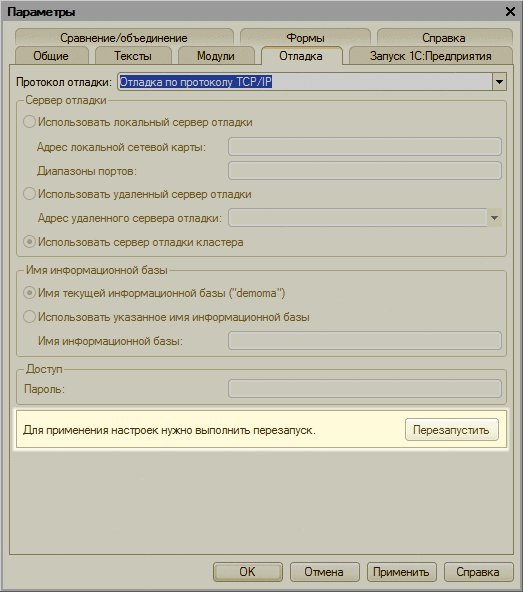 Параметры
Сравнение/объединение Формы Справка
Общие Тексты Модули Отладка Запуск 1С:Предприятия
Протокол отладки: Отладка по протоколу TCP/IP
Сервер отладки
Использовать локальный сервер отладки
Адрес локальной сетевой карты:
Диапазоны портов:
Использовать удаленный сервер отладки
Адрес удаленного сервера отладки:
Использовать сервер отладки кластера
Имя информационной базы
Имя текущей информационной базы ("demoma")
Использовать указанное имя информационной базы
Имя информационной базы:
Доступ
Пароль:
Для применения настроек нужно выполнить перезапуск. Перезапустить
OK Отмена Применить Справка